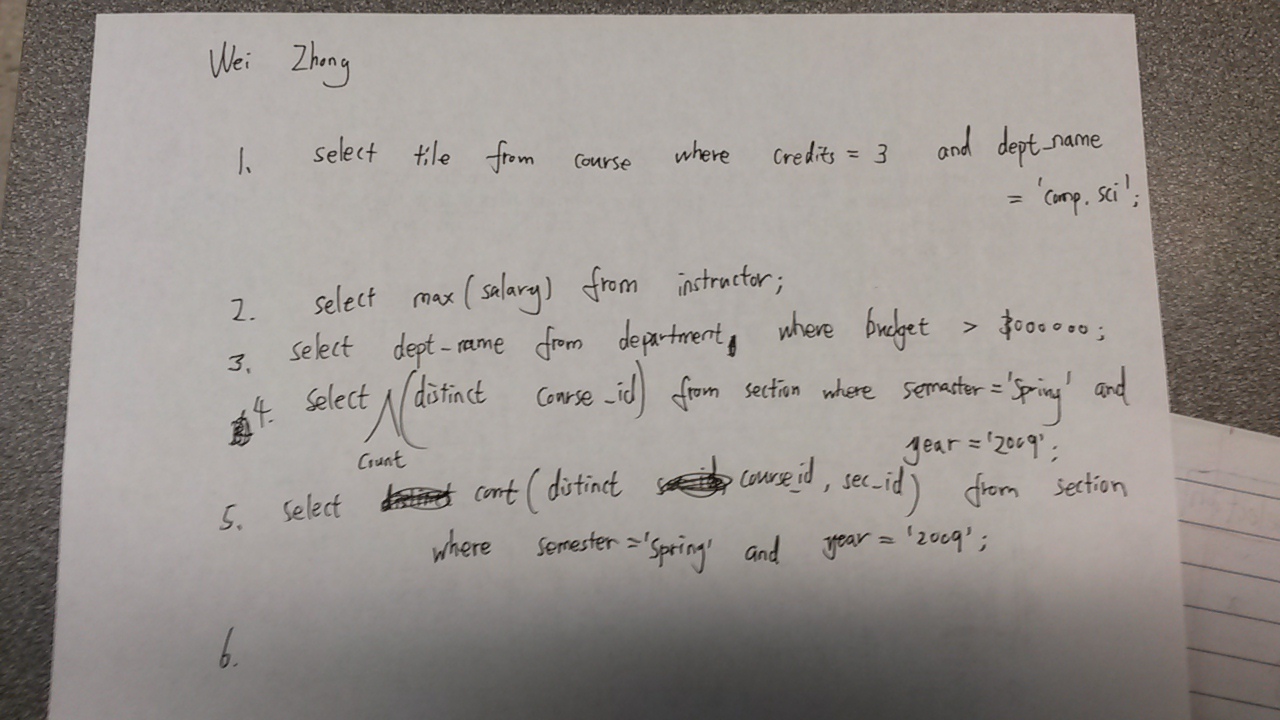 Wei Zhong
1. select tile from course where credits = 3 and dept_name
= 'comp. sci';
2. select max (salary) from instructor;
3. select dept-name from department, where budget > $000000;
4. select (distinct course_id) from section where semaster = 'Spring' and
count
year = '2009';
5. select cont (distinct course_id, sec_id) from section
where semester = 'Spring' and year = '2009';
6.